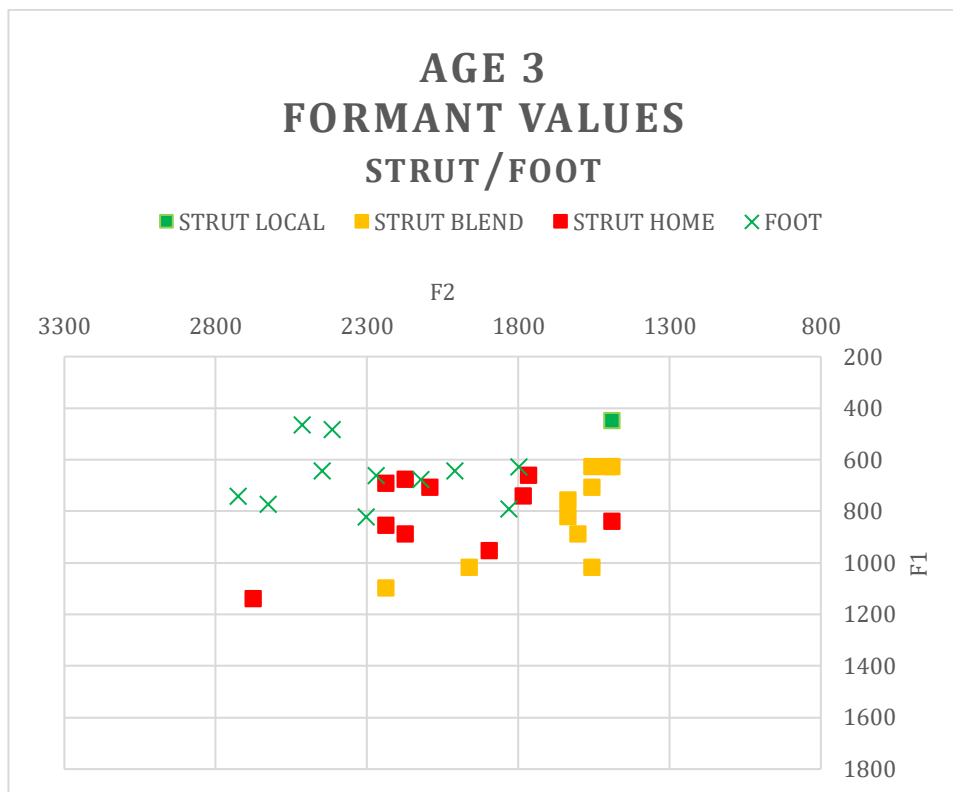 AGE 3
FORMANT VALUES
STRUT/FOOT
STRUT LOCAL STRUT BLEND STRUT HOME FOOT
F2
3300 2800 2300 1800 1300 800
200
400
600
800
1000
F1
1200
1400
1600
1800